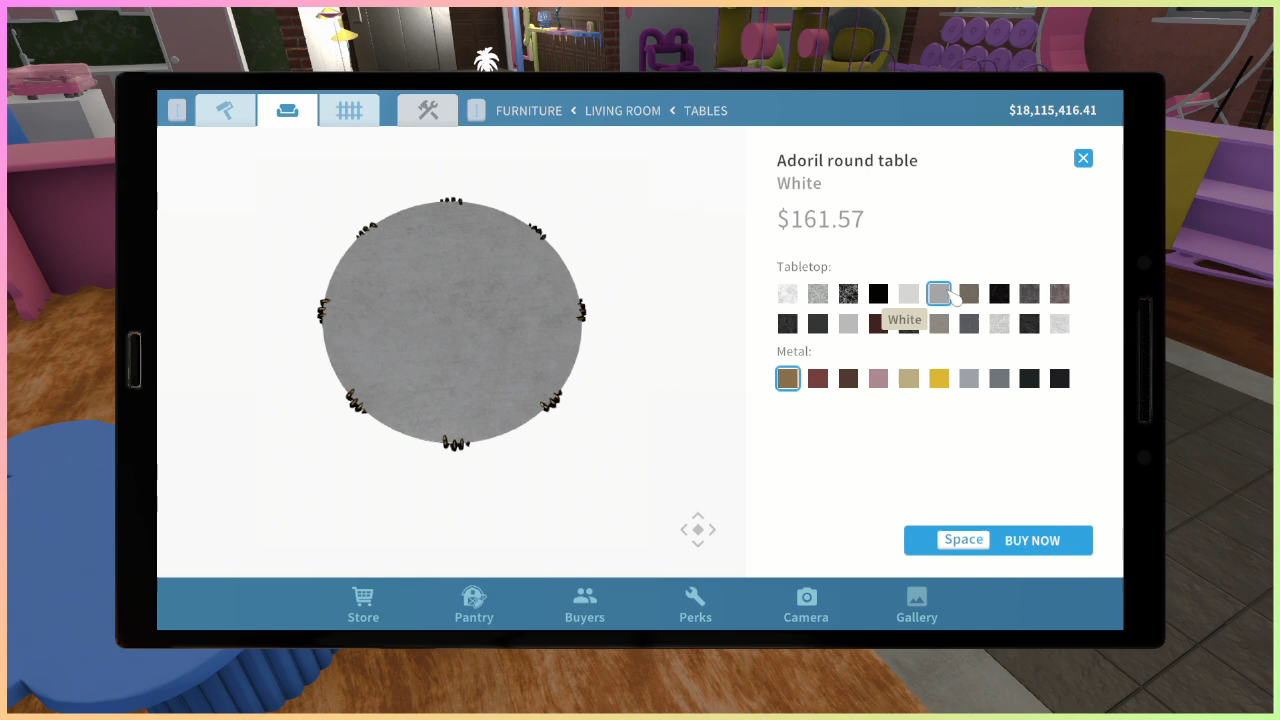 FURNITURE < LIVING ROOM < TABLES
$18,115,416.41
Adoril round table
White
$161.57
Tabletop:
White
Metal:
Space BUY NOW
Store Pantry Buyers Perks Camera Gallery